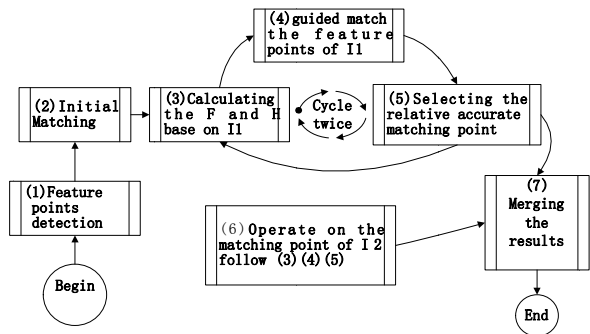 (4)guided match
the feature
points of I1
(2)Initial
Matching
(3)Calculating
the F and H
base on I1
Cycle
twice
(5)Selecting the
relative accurate
matching point
(1)Feature
points
detection
(6)Operate on the
matching point of I2
follow (3)(4)(5)
(7)
Merging
the
results
Begin
End